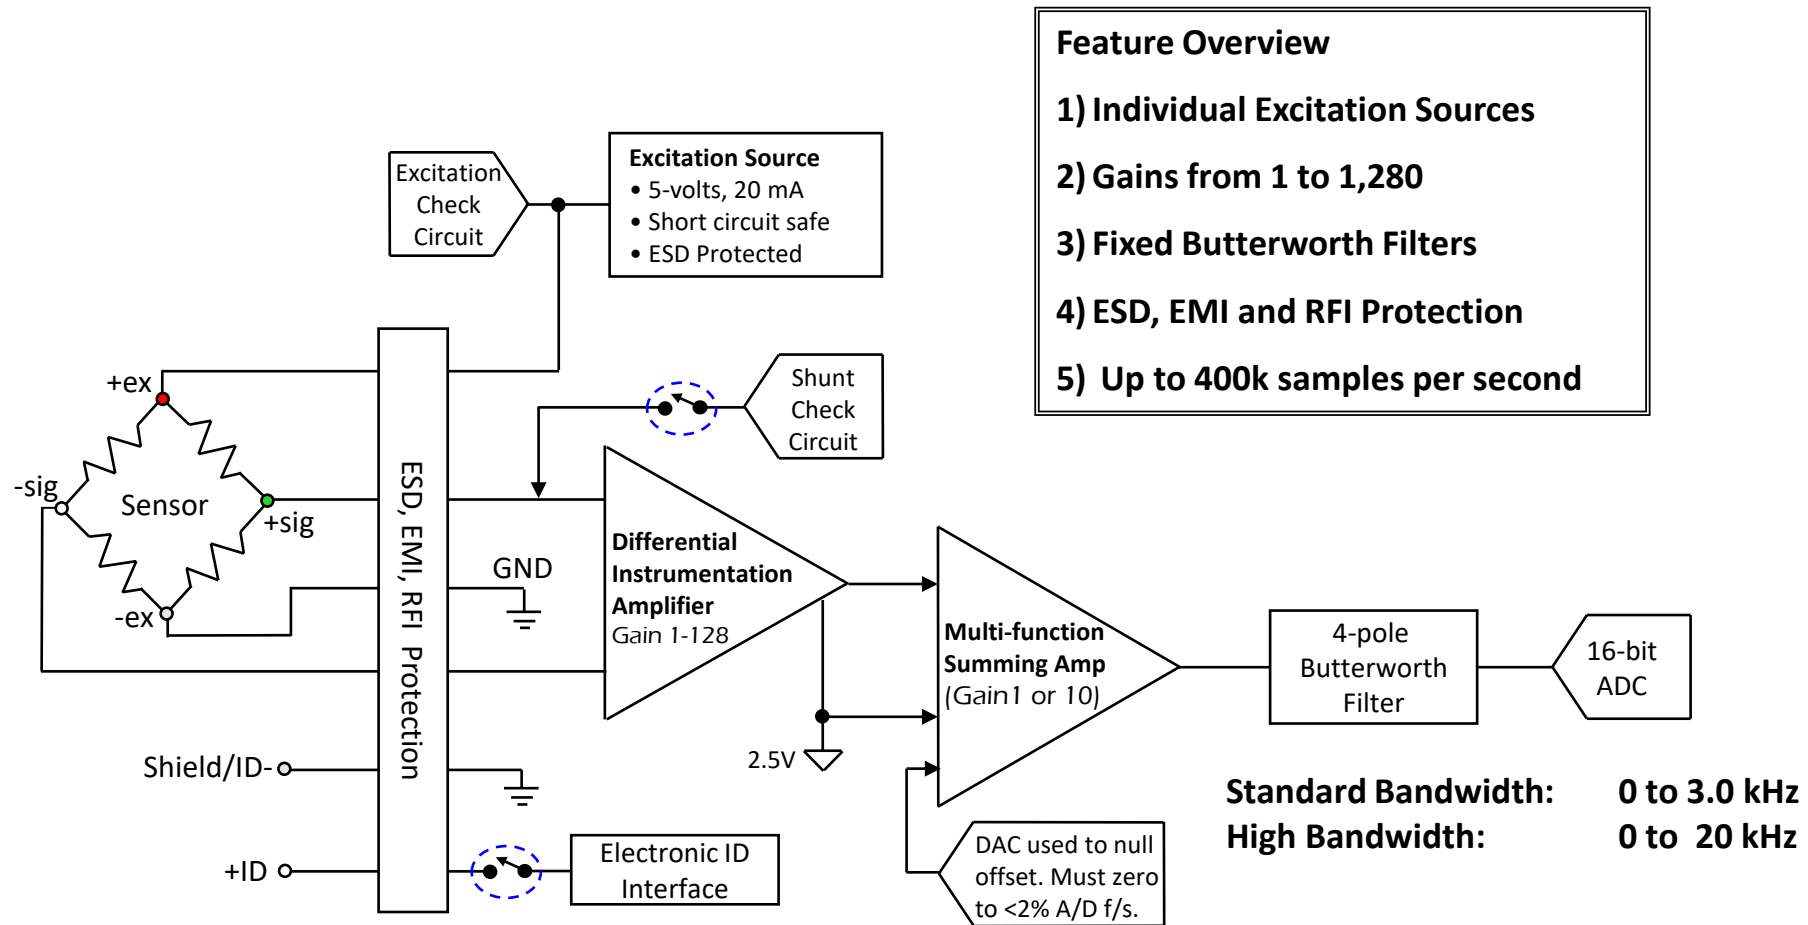 Feature Overview
1) Individual Excitation Sources
2) Gains from 1 to 1,280
3) Fixed Butterworth Filters
4) ESD, EMI and RFI Protection
5) Up to 400k samples per second
Excitation
Check
Circuit
Excitation Source
• 5-volts, 20 mA
• Short circuit safe
• ESD Protected
+ex
-sig
Sensor
+sig
-ex
ESD, EMI, RFI Protection
Shunt
Check
Circuit
GND
Differential
Instrumentation
Amplifier
Gain 1-128
Multi-function
Summing Amp
(Gain1 or 10)
4-pole
Butterworth
Filter
16-bit
ADC
2.5V
Shield/ID-
+ID
Electronic ID
Interface
DAC used to null
offset. Must zero
to <2% A/D f/s.
Standard Bandwidth: 0 to 3.0 kHz
High Bandwidth: 0 to 20 kHz